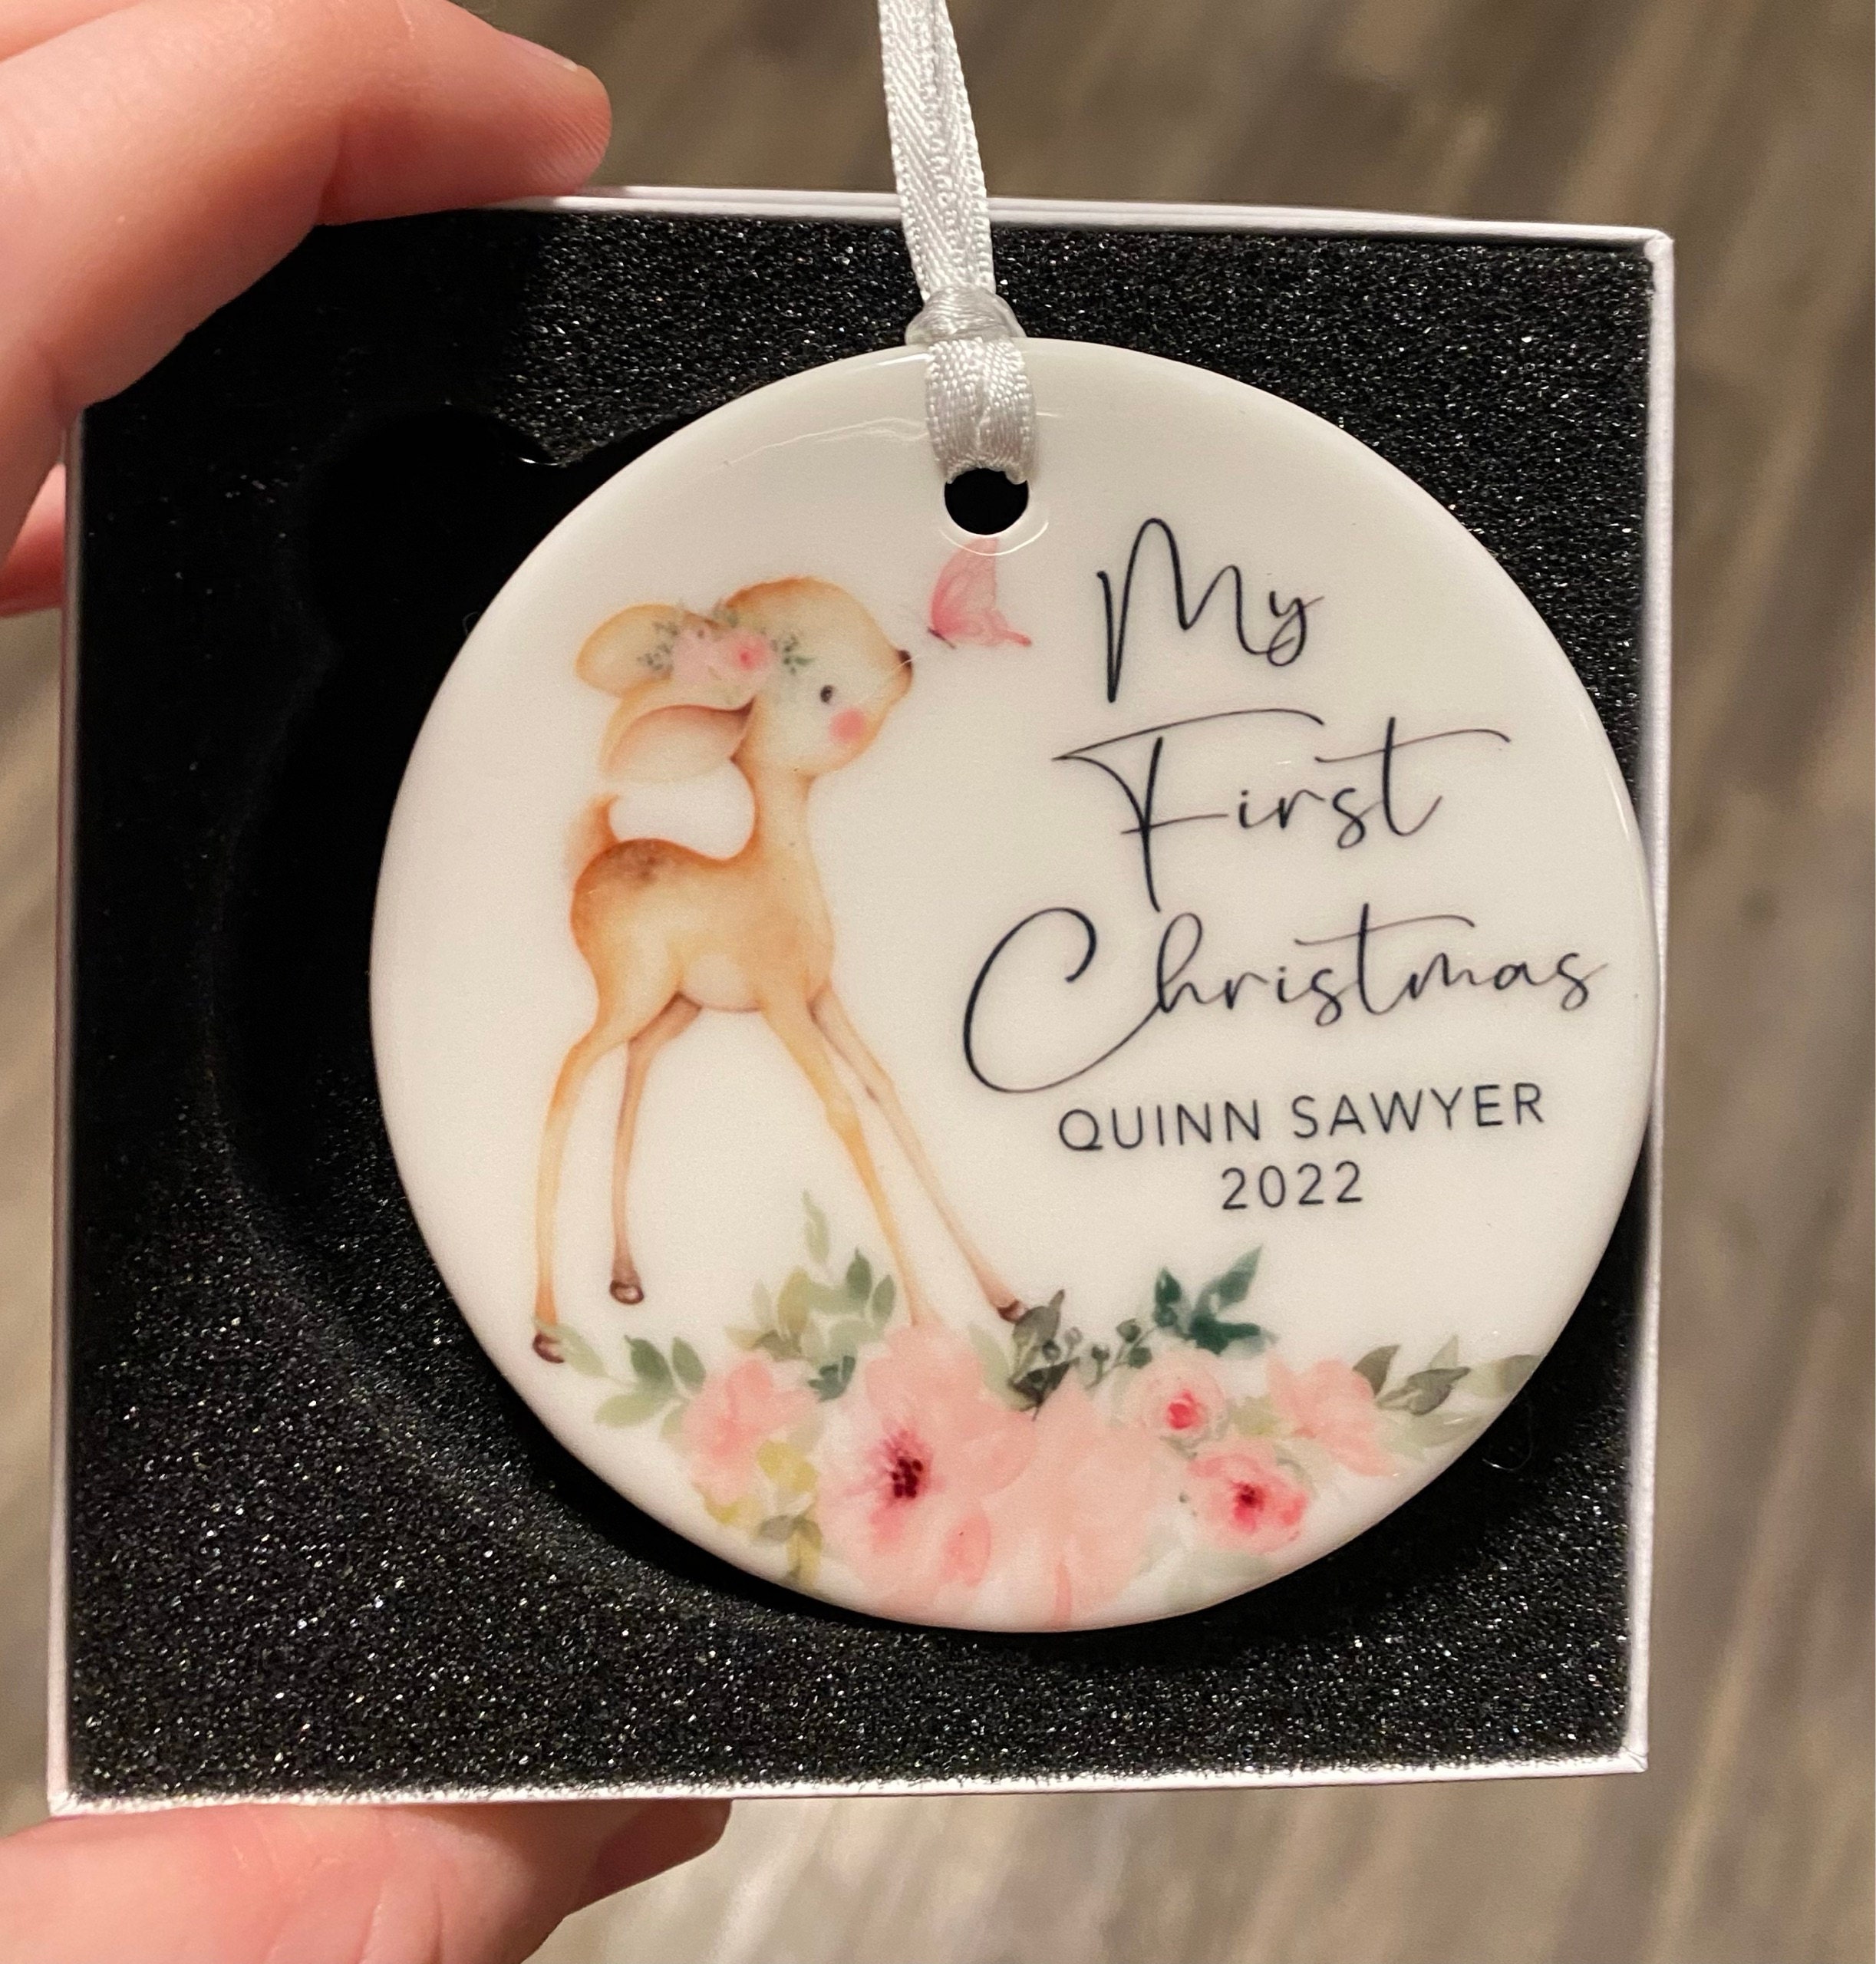 My
First
Christmas
QUINN SAWYER
2022